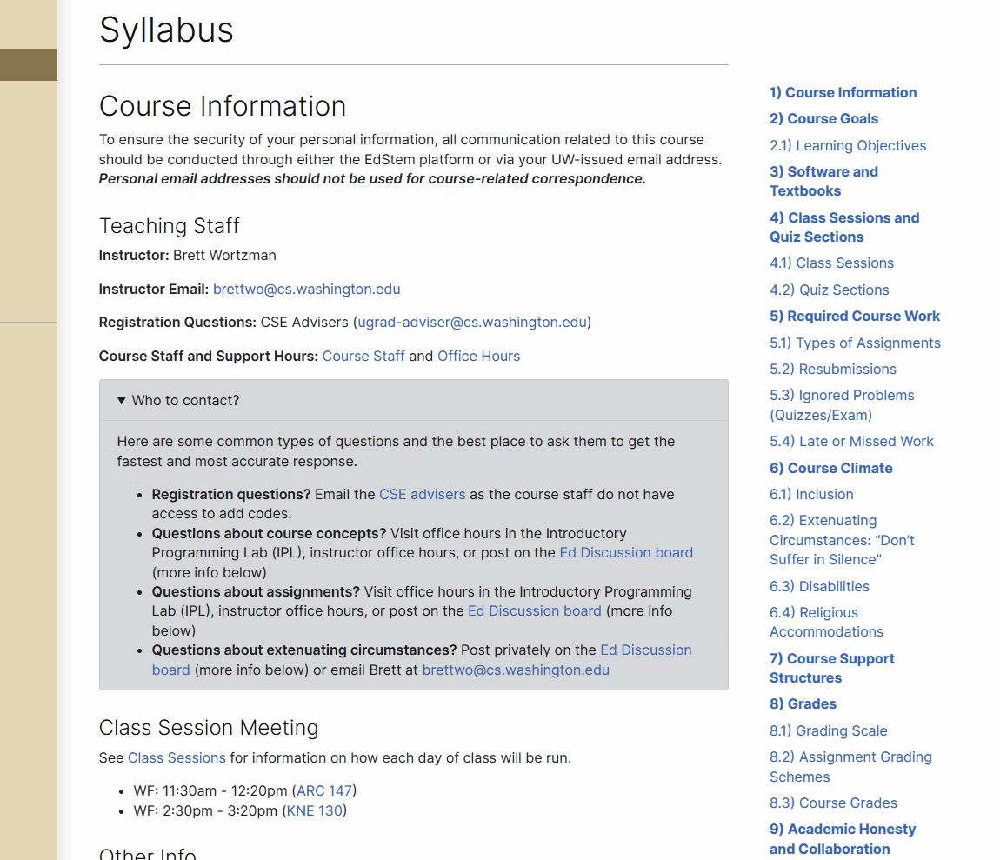 Syllabus
Course Information
To ensure the security of your personal information, all communication related to this course
should be conducted through either the EdStem platform or via your UW-issued email address.
Personal email addresses should not be used for course-related correspondence.
Teaching Staff
Instructor: Brett Wortzman
Instructor Email: brettwo@cs.washington.edu
Registration Questions: CSE Advisers (ugrad-adviser@cs.washington.edu)
Course Staff and Support Hours: Course Staff and Office Hours
▼ Who to contact?
Here are some common types of questions and the best place to ask them to get the
fastest and most accurate response.
• Registration questions? Email the CSE advisers as the course staff do not have
access to add codes.
• Questions about course concepts? Visit office hours in the Introductory
Programming Lab (IPL), instructor office hours, or post on the Ed Discussion board
(more info below)
• Questions about assignments? Visit office hours in the Introductory Programming
Lab (IPL), instructor office hours, or post on the Ed Discussion board (more info
below)
• Questions about extenuating circumstances? Post privately on the Ed Discussion
board (more info below) or email Brett at brettwo@cs.washington.edu
Class Session Meeting
See Class Sessions for information on how each day of class will be run.
• WF: 11:30am - 12:20pm (ARC 147)
• WF: 2:30pm - 3:20pm (KNE 130)
Other Info
1) Course Information
2) Course Goals
2.1) Learning Objectives
3) Software and
Textbooks
4) Class Sessions and
Quiz Sections
4.1) Class Sessions
4.2) Quiz Sections
5) Required Course Work
5.1) Types of Assignments
5.2) Resubmissions
5.3) Ignored Problems
(Quizzes/Exam)
5.4) Late or Missed Work
6) Course Climate
6.1) Inclusion
6.2) Extenuating
Circumstances: “Don’t
Suffer in Silence”
6.3) Disabilities
6.4) Religious
Accommodations
7) Course Support
Structures
8) Grades
8.1) Grading Scale
8.2) Assignment Grading
Schemes
8.3) Course Grades
9) Academic Honesty
and Collaboration